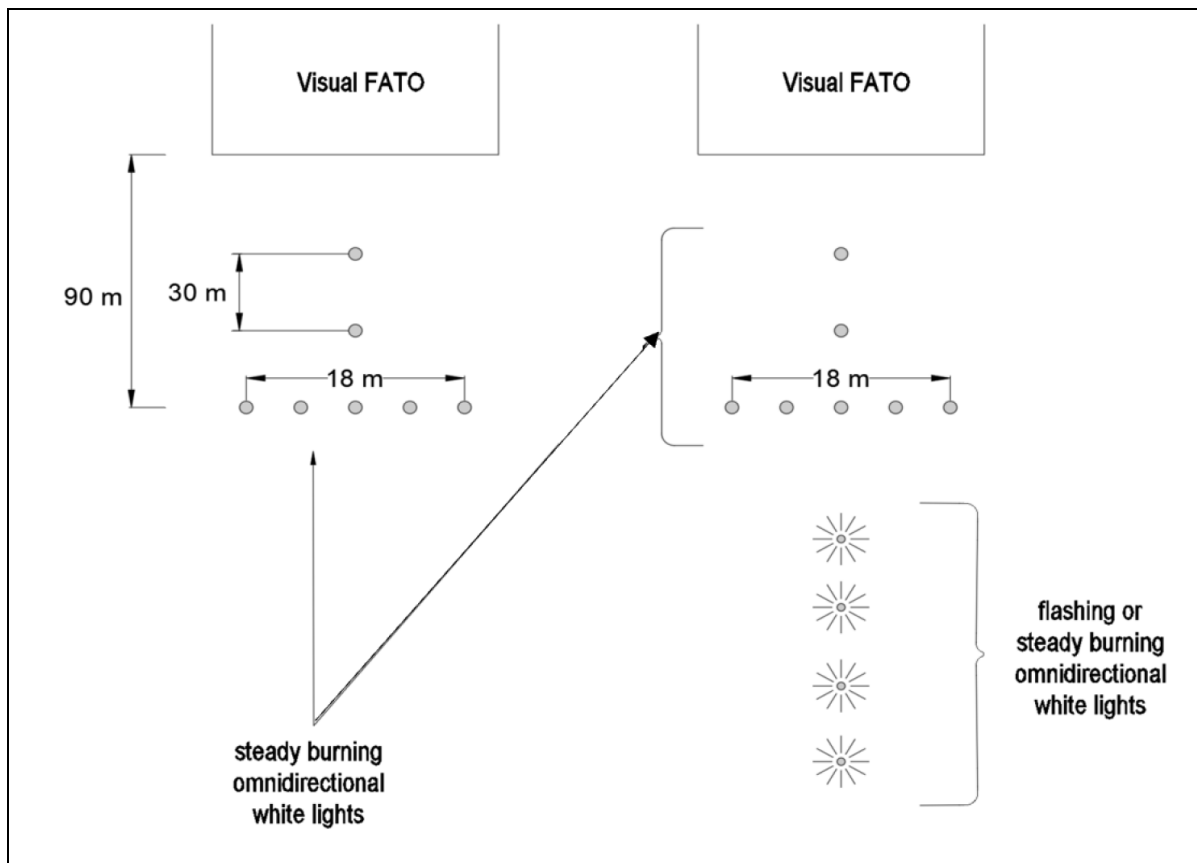 Visual FATO
Visual FATO
90 m
30 m
18 m
18 m
steady burning
omnidirectional
white lights
flashing or
steady burning
omnidirectional
white lights